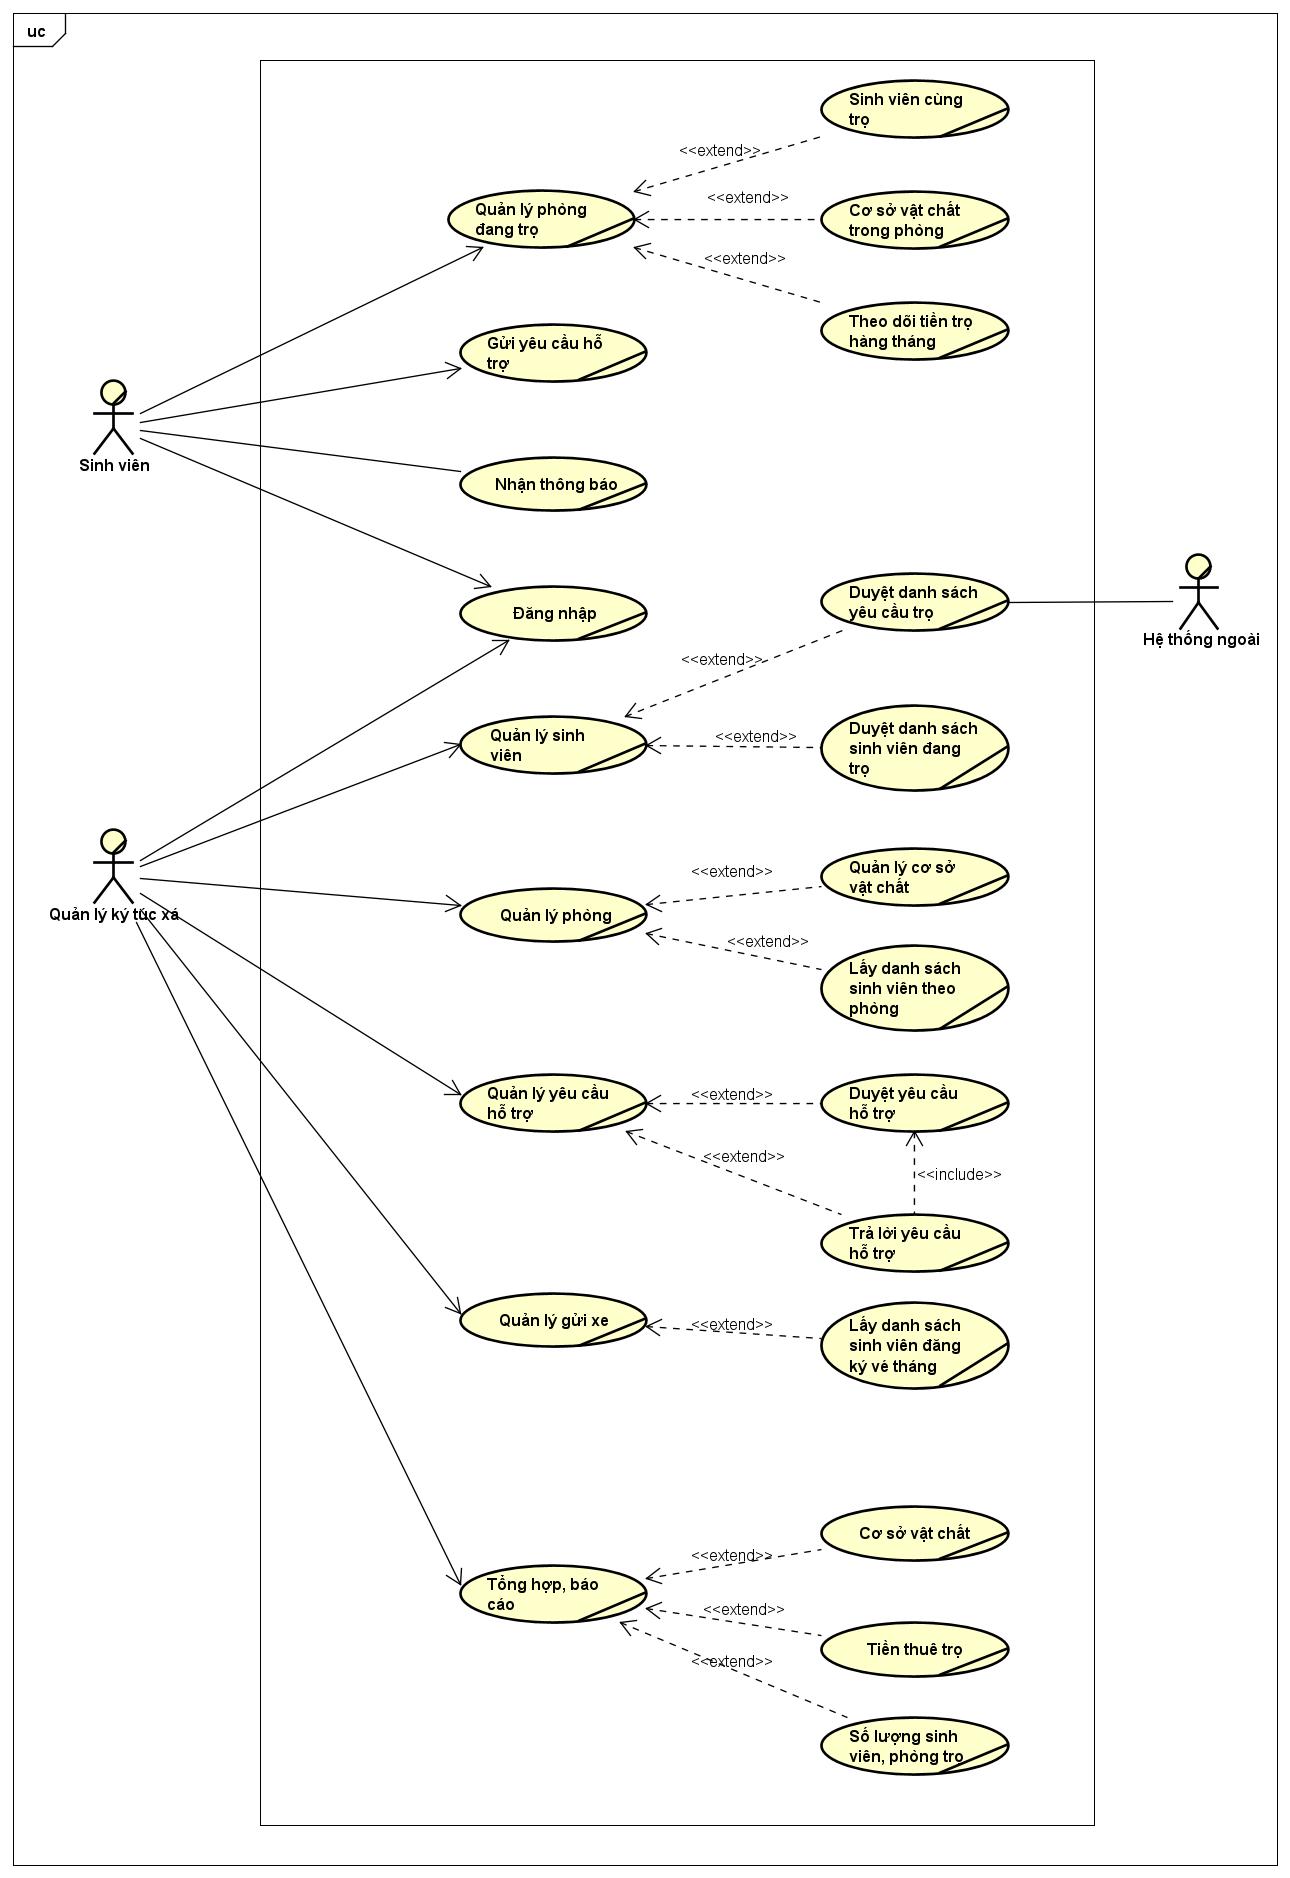 uc
Sinh viên cùng
trọ
<<extend>>
Quản lý phòng
đang trọ
<<extend>>
Cơ sở vật chất
trong phòng
<<extend>>
Theo dõi tiền trọ
hàng tháng
Gửi yêu cầu hỗ
trợ
Sinh viên
Nhận thông báo
Đăng nhập
Duyệt danh sách
yêu cầu trọ
Hệ thống ngoài
<<extend>>
Quản lý sinh
viên
<<extend>>
Duyệt danh sách
sinh viên đang
trọ
Quản lý ký túc xá
Quản lý phòng
<<extend>>
Quản lý cơ sở
vật chất
<<extend>>
Lấy danh sách
sinh viên theo
phòng
Quản lý yêu cầu
hỗ trợ
<<extend>>
Duyệt yêu cầu
hỗ trợ
<<extend>>
<<include>>
Trả lời yêu cầu
hỗ trợ
Quản lý gửi xe
<<extend>>
Lấy danh sách
sinh viên đăng
ký vé tháng
Cơ sở vật chất
<<extend>>
Tổng hợp, báo
cáo
<<extend>>
Tiền thuê trọ
<<extend>>
Số lượng sinh
viên, phòng trọ